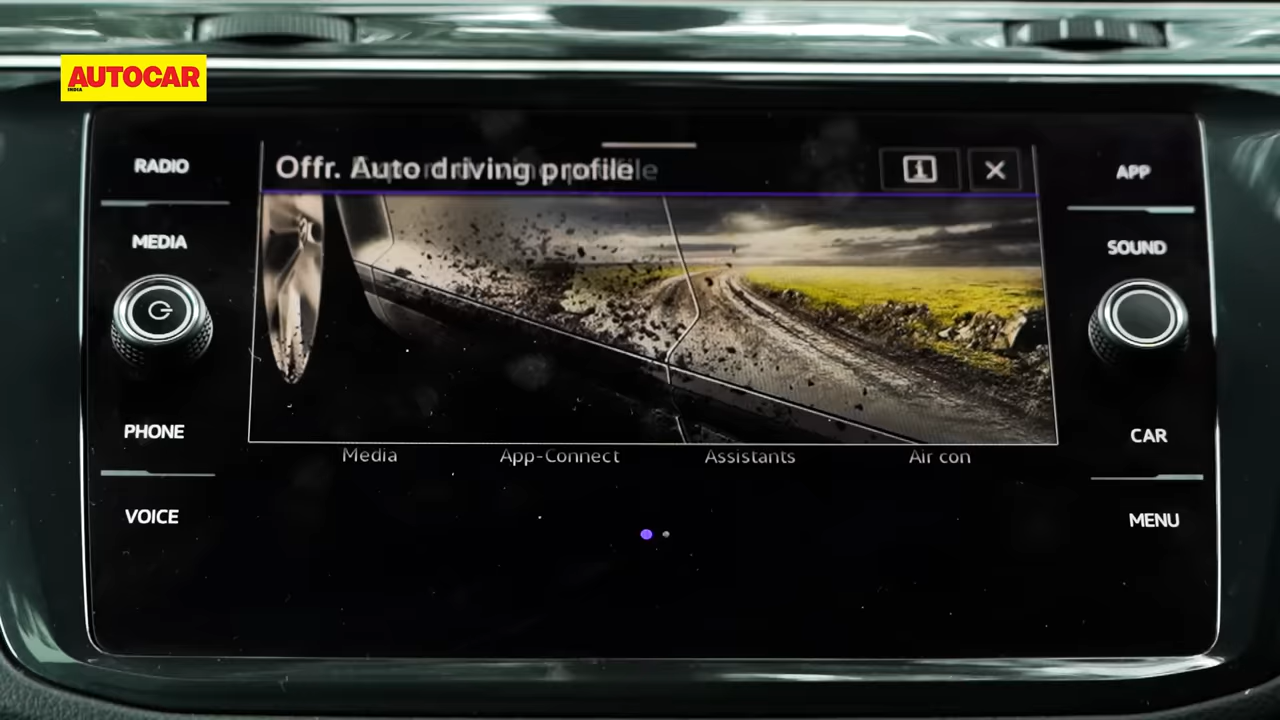 AUTOCAR
INDIA
RADIO
MEDIA
PHONE
VOICE
Offr. Auto driving profile
i
Media
App-Connect
Assistants
Air con
APP
SOUND
CAR
MENU